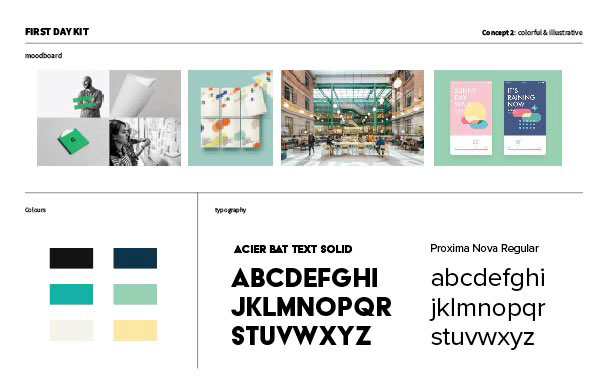 FIRST DAY KIT
Concept 2: colorful & illustrative
moodboard
SUNNY
DAY
IT'S
RAINING
NOW
Colours
typography
ACIER BAT TEXT SOLID
ABCDEFGHI
JKLMNOPQR
STUVWXYZ
Proxima Nova Regular
abcdefghi
jklmnopqr
stuvwxyz